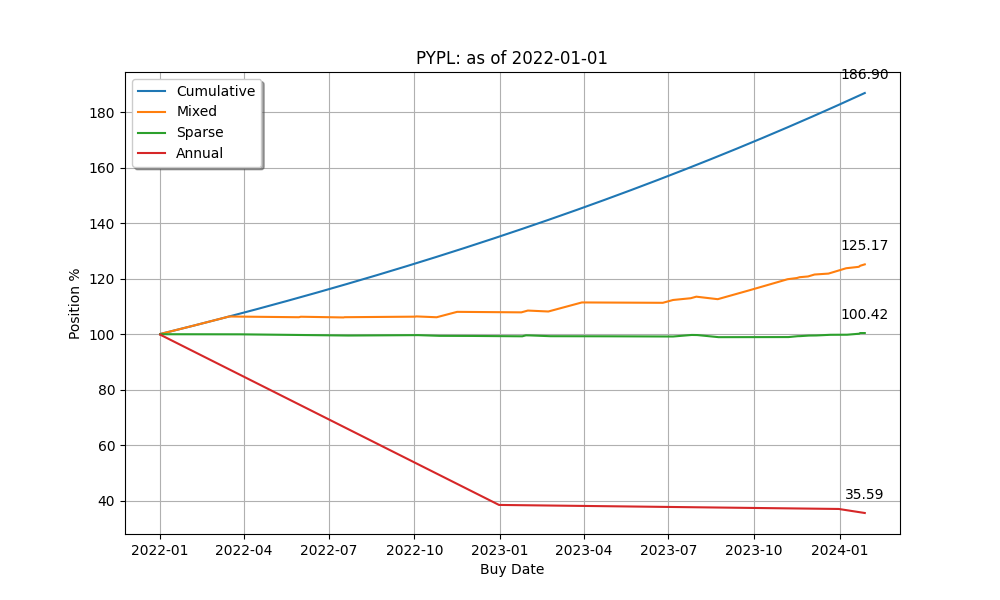 PYPL: as of 2022-01-01
186.90
Cumulative
Mixed
Sparse
Annual
180
160
140
120
100
80
60
40
Position %
125.17
100.42
35.59
2022-01 2022-04 2022-07 2022-10 2023-01 2023-04 2023-07 2023-10 2024-01
Buy Date